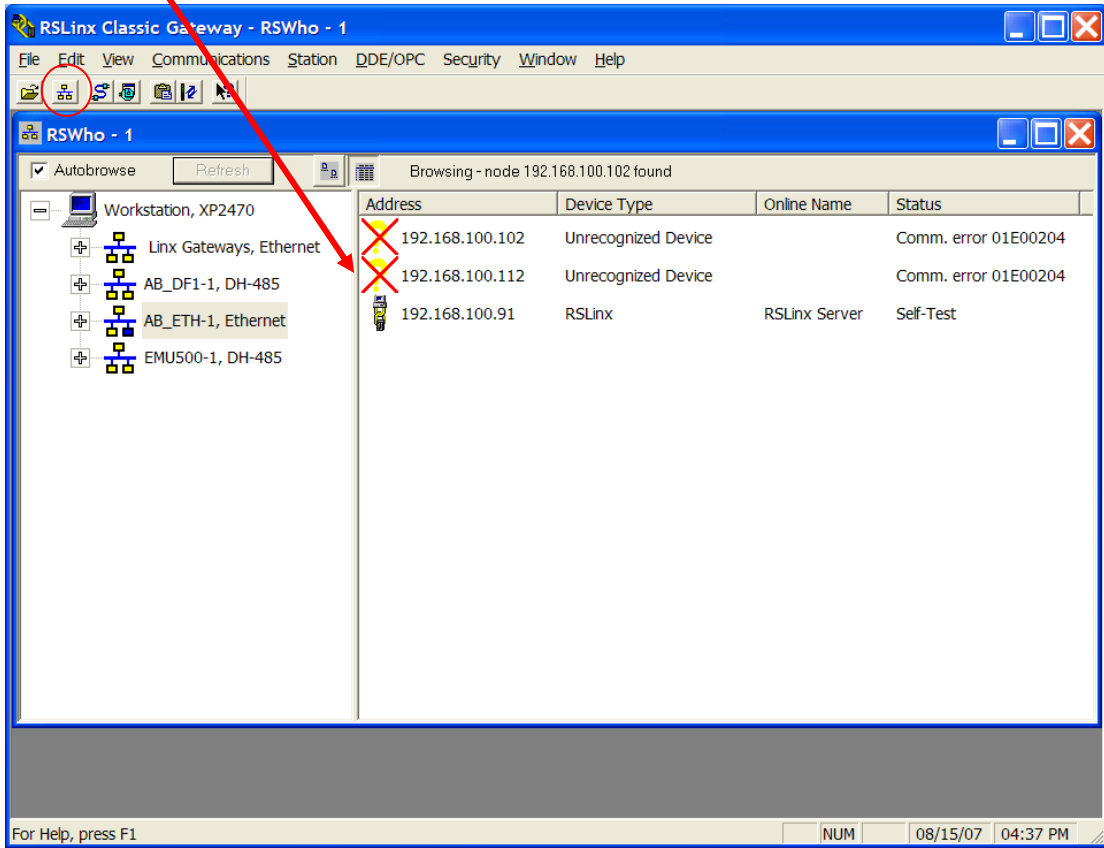 RSLinx Classic Gateway - RSWho - 1
File Edit View Communications Station DDE/OPC Security Window Help
RSWho - 1
Autobrowse Refresh Browsing - node 192.168.100.102 found
Workstation, XP2470
Linx Gateways, Ethernet
AB_DF1-1, DH-485
AB_ETH-1, Ethernet
EMU500-1, DH-485
Address Device Type Online Name Status
192.168.100.102 Unrecognized Device Comm. error 01E00204
192.168.100.112 Unrecognized Device Comm. error 01E00204
192.168.100.91 RSLinx RSLinx Server Self-Test
For Help, press F1 NUM 08/15/07 04:37 PM